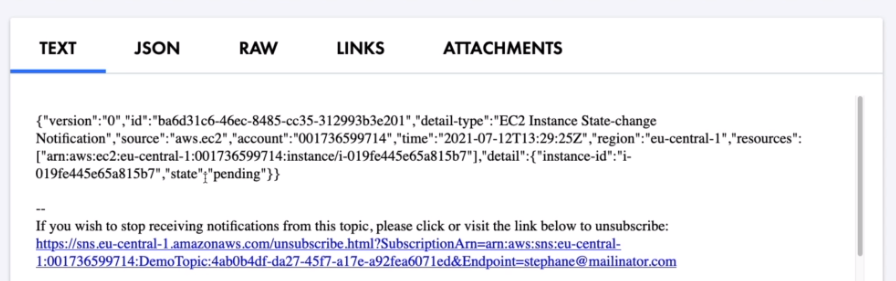 TEXT JSON RAW LINKS ATTACHMENTS
{"version":"0","id":"ba6d31c6-46ec-8485-cc35-312993b3e201","detail-type":"EC2 Instance State-change
Notification","source":"aws.ec2","account":"001736599714","time":"2021-07-12T13:29:25Z","region":"eu-central-1","resources":
["arn:aws:ec2:eu-central-1:001736599714:instance/i-019fe445e65a815b7"],"detail":{"instance-id":"i-
019fe445e65a815b7","state":"pending"}}
--
If you wish to stop receiving notifications from this topic, please click or visit the link below to unsubscribe:
https://sns.eu-central-1.amazonaws.com/unsubscribe.html?SubscriptionArn=arn:aws:sns:eu-central-
1:001736599714:DemoTopic:4ab0b4df-da27-45f7-a17e-a92fea6071ed&Endpoint=stephane@mailinator.com